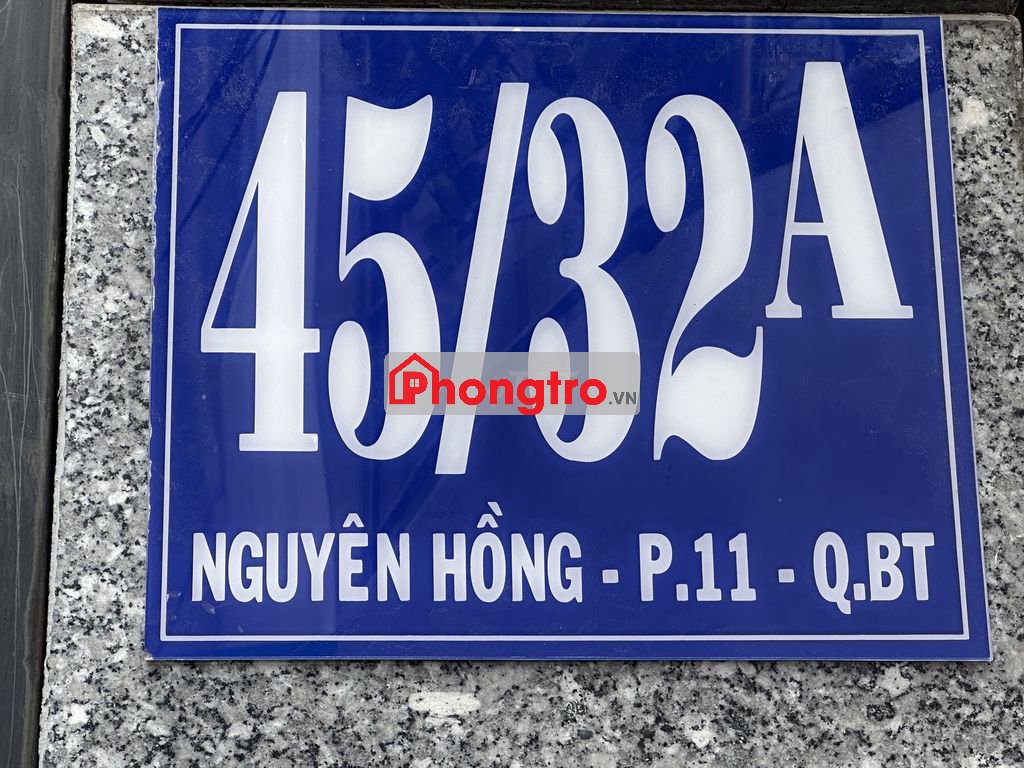 45/32A
Phongtro.VN
NGUYÊN HỒNG - P.11 - Q.BT